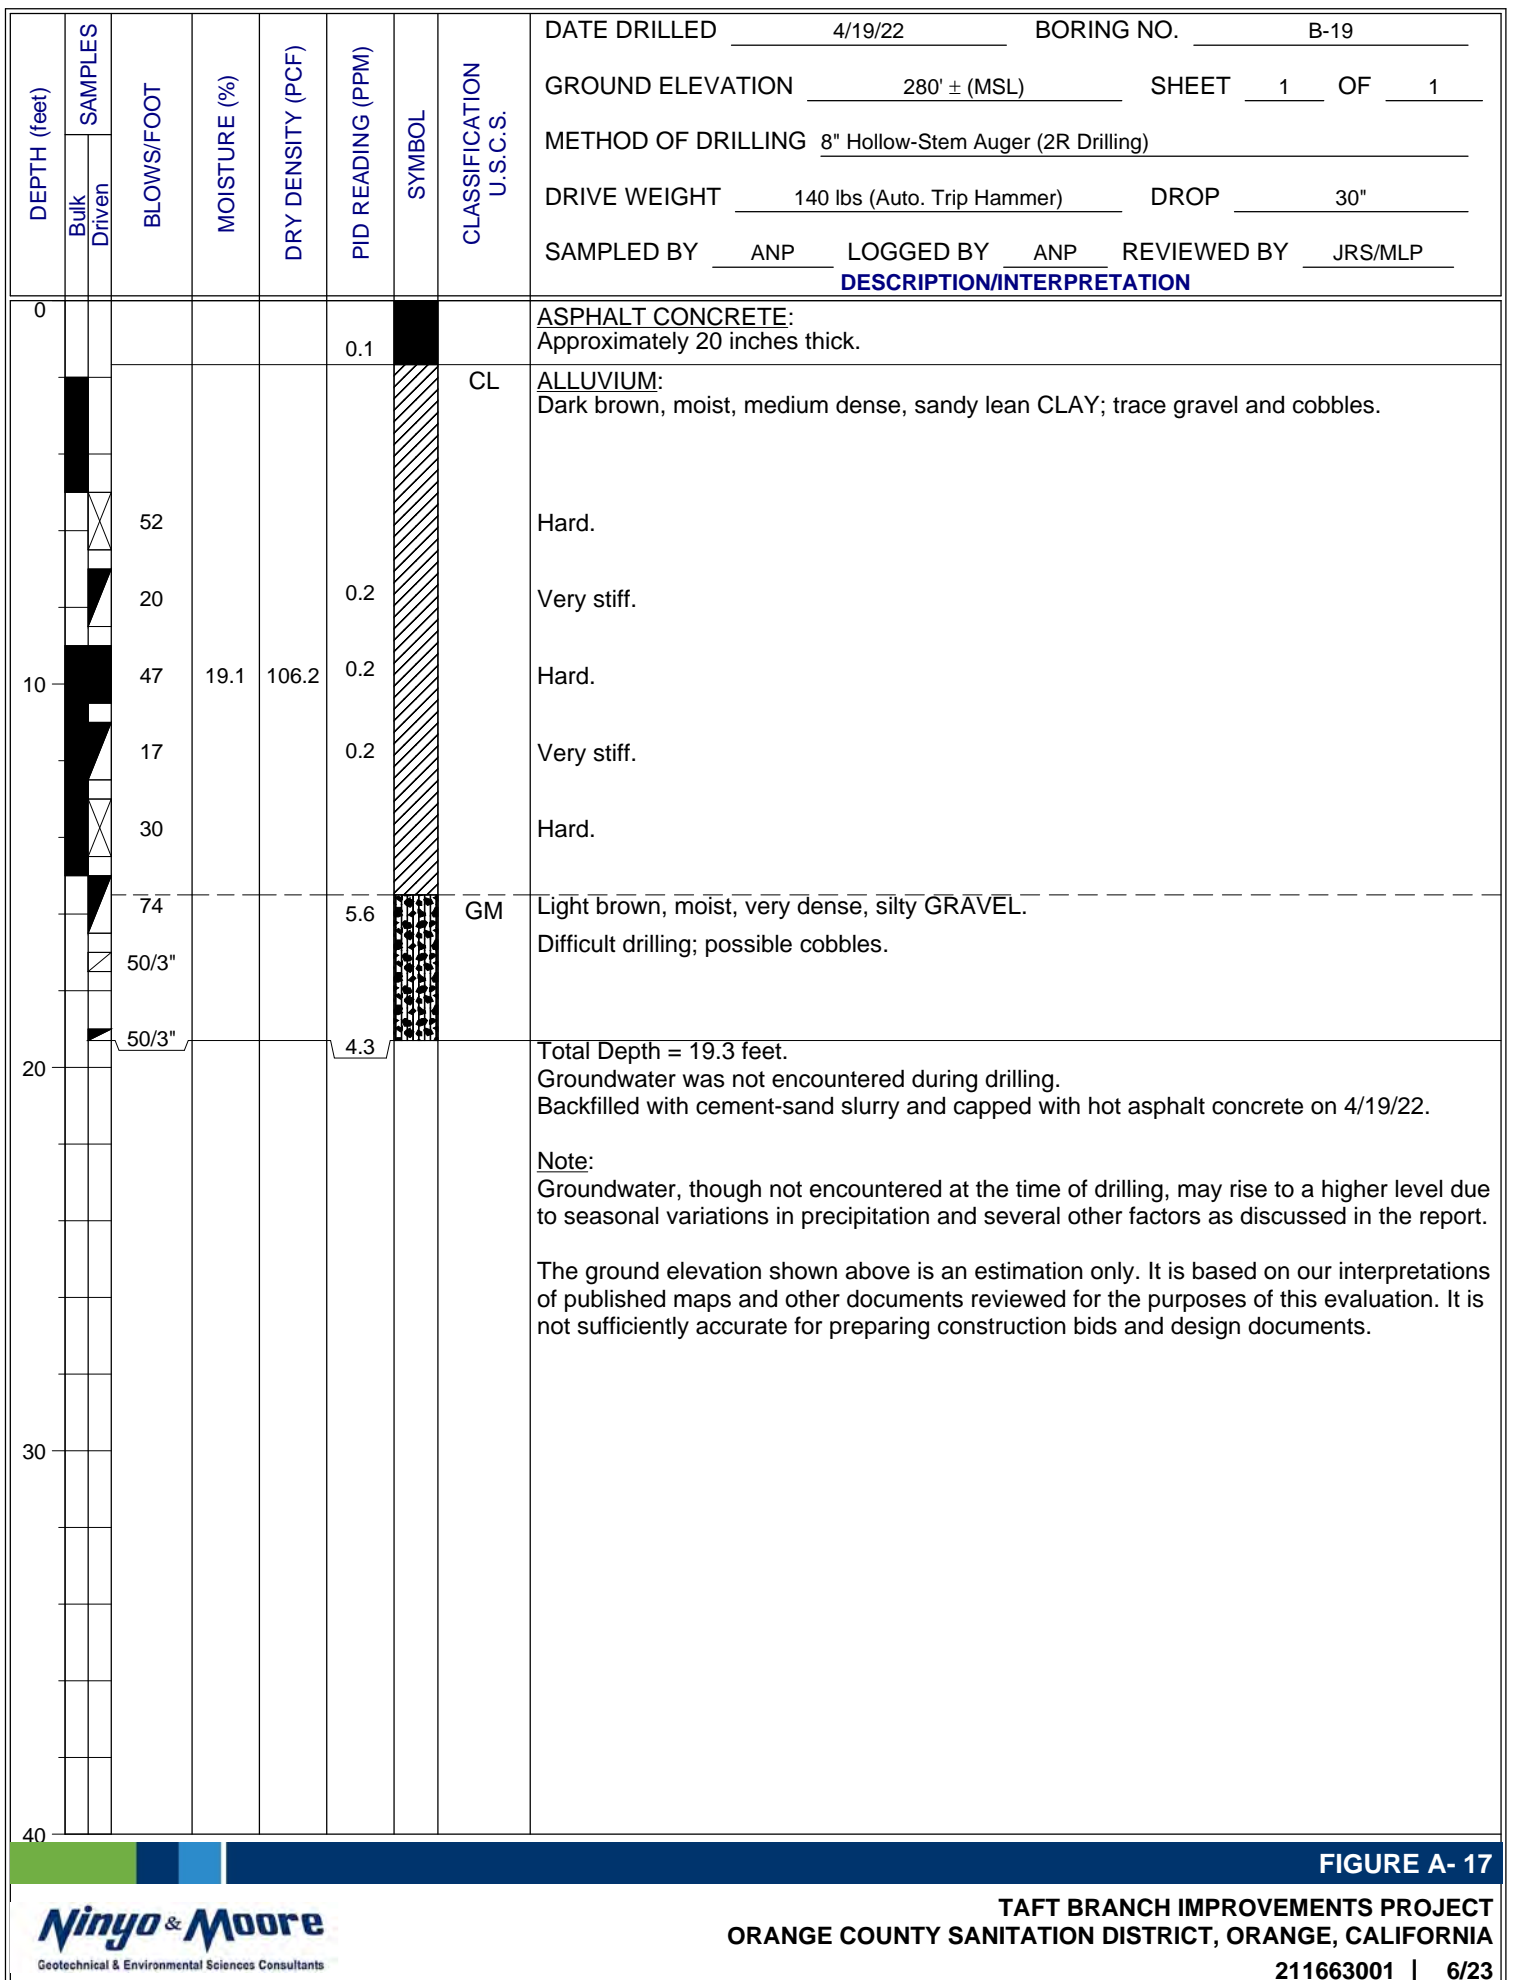 DEPTH (feet)
SAMPLES
Bulk
Driven
BLOWS/FOOT
MOISTURE (%)
DRY DENSITY (PCF)
PID READING (PPM)
SYMBOL
CLASSIFICATION
U.S.C.S.
DATE DRILLED 4/19/22 BORING NO. B-19
GROUND ELEVATION 280' ± (MSL) SHEET 1 OF 1
METHOD OF DRILLING 8" Hollow-Stem Auger (2R Drilling)
DRIVE WEIGHT 140 lbs (Auto. Trip Hammer) DROP 30"
SAMPLED BY ANP LOGGED BY ANP REVIEWED BY JRS/MLP
DESCRIPTION/INTERPRETATION
0 ASPHALT CONCRETE:
0.1 Approximately 20 inches thick.
CL ALLUVIUM:
Dark brown, moist, medium dense, sandy lean CLAY; trace gravel and cobbles.
52 Hard.
20 0.2 Very stiff.
10 47 19.1 106.2 0.2 Hard.
17 0.2 Very stiff.
30 Hard.
74 5.6 GM Light brown, moist, very dense, silty GRAVEL.
Difficult drilling; possible cobbles.
50/3"
50/3" 4.3 Total Depth = 19.3 feet.
20 Groundwater was not encountered during drilling.
Backfilled with cement-sand slurry and capped with hot asphalt concrete on 4/19/22.
Note:
Groundwater, though not encountered at the time of drilling, may rise to a higher level due
to seasonal variations in precipitation and several other factors as discussed in the report.
The ground elevation shown above is an estimation only. It is based on our interpretations
of published maps and other documents reviewed for the purposes of this evaluation. It is
not sufficiently accurate for preparing construction bids and design documents.
30
40
FIGURE A- 17
TAFT BRANCH IMPROVEMENTS PROJECT
ORANGE COUNTY SANITATION DISTRICT, ORANGE, CALIFORNIA
211663001 | 6/23
Ninyo & Moore
Geotechnical & Environmental Sciences Consultants